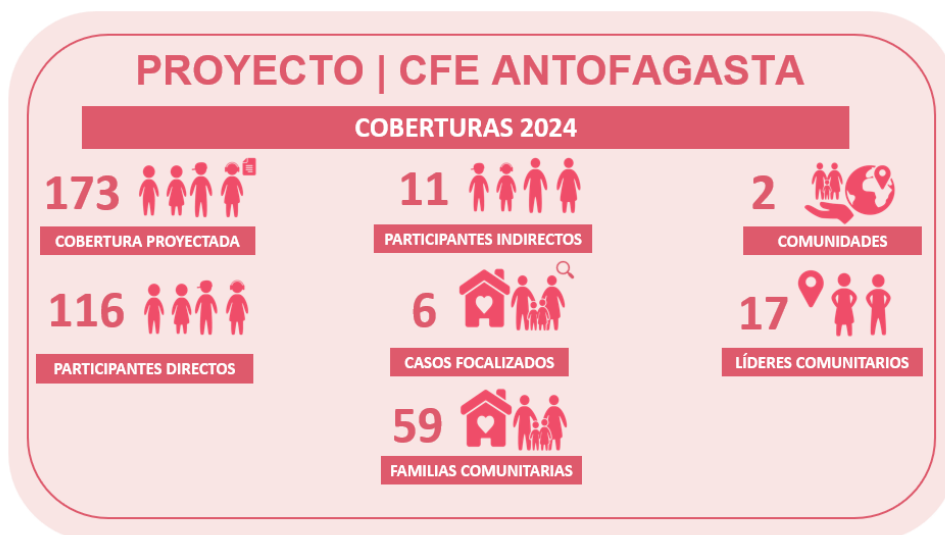 PROYECTO | CFE ANTOFAGASTA
COBERTURAS 2024
173
COBERTURA PROYECTADA
11
PARTICIPANTES INDIRECTOS
2
COMUNIDADES
116
PARTICIPANTES DIRECTOS
6
CASOS FOCALIZADOS
17
LÍDERES COMUNITARIOS
59
FAMILIAS COMUNITARIAS